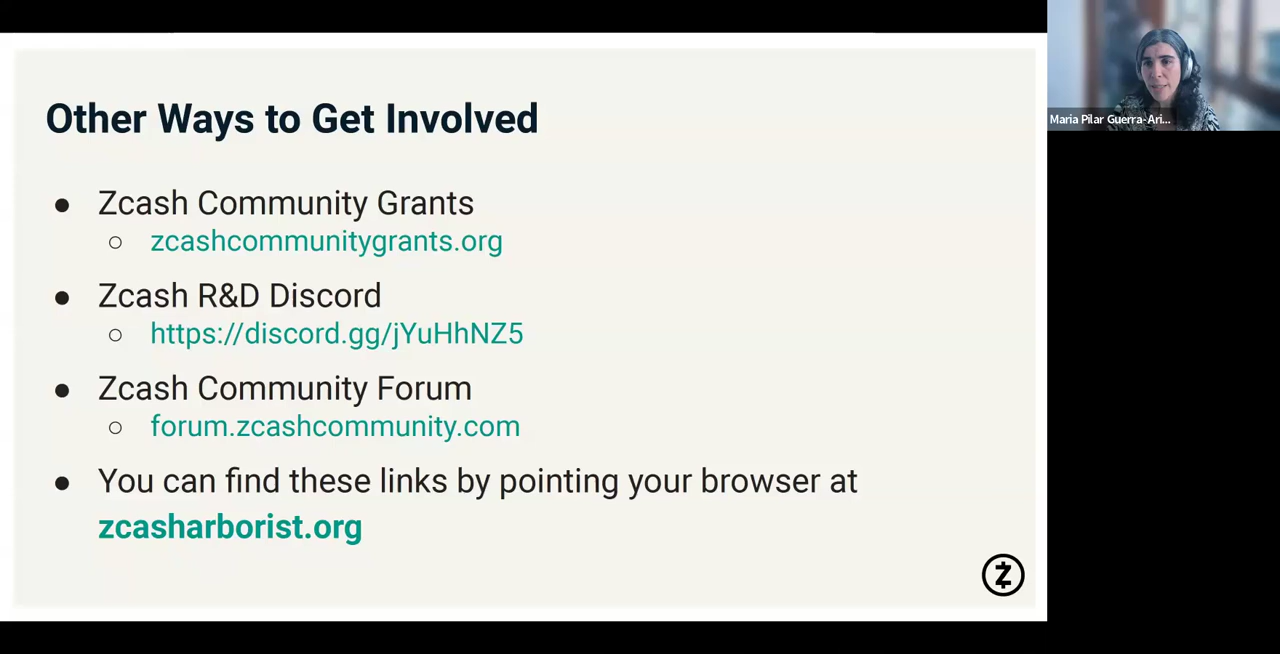 Other Ways to Get Involved
● Zcash Community Grants
○ zcashcommunitygrants.org
● Zcash R&D Discord
○ https://discord.gg/jYuHhNZ5
● Zcash Community Forum
○ forum.zcashcommunity.com
● You can find these links by pointing your browser at
zcasharborist.org
Maria Pilar Guerra-Ari...